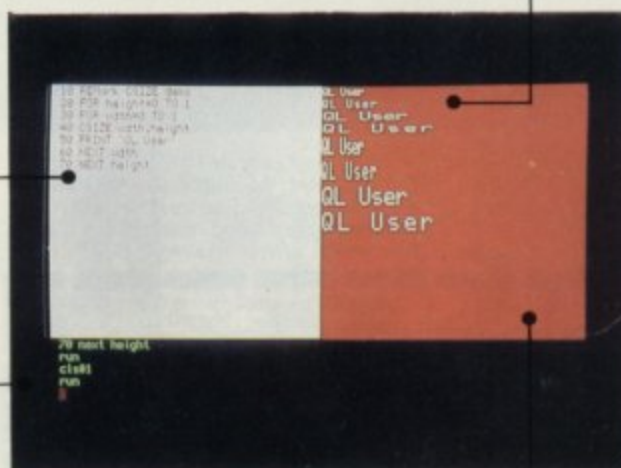 10 REMark CSIZE demo
20 FOR height=0 TO 1
30 FOR width=0 TO 3
40 CSIZE width,height
50 PRINT "QL User"
60 NEXT width
70 NEXT height
QL User
QL User
QL User
QL User
QL User
QL User
QL User
QL User
70 next height
run
cls#1
run